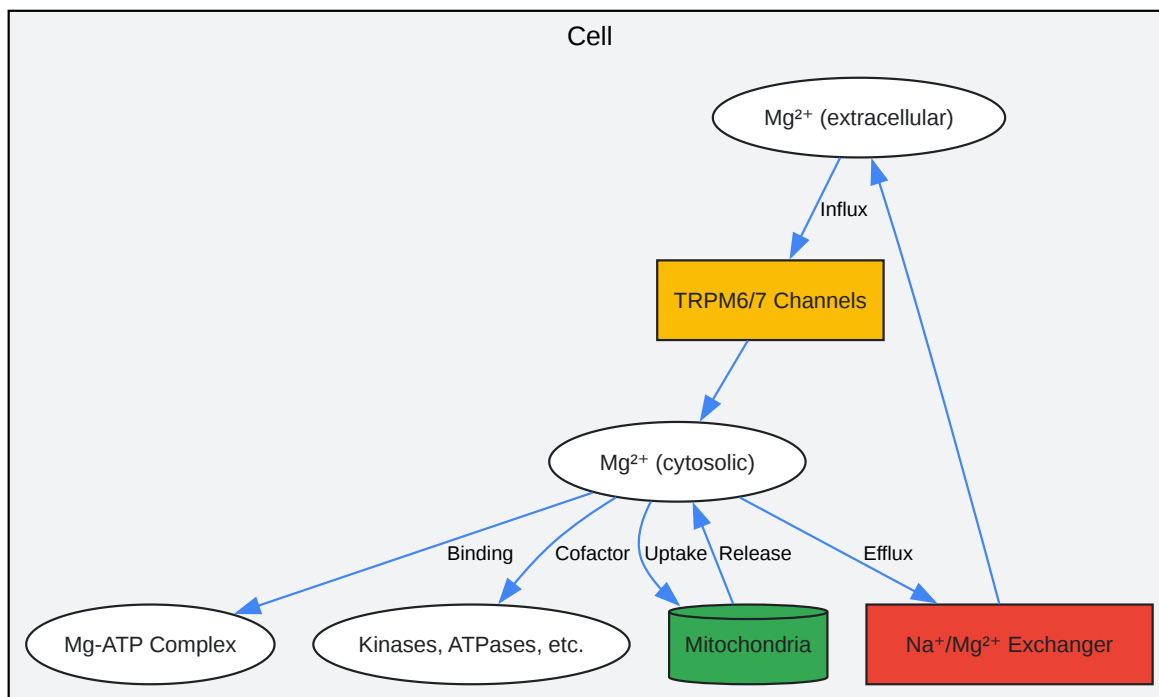 Cell
Mg²⁺ (extracellular)
Influx
TRPM6/7 Channels
Mg²⁺ (cytosolic)
Binding
Cofactor
Uptake
Release
Efflux
Mg-ATP Complex
Kinases, ATPases, etc.
Mitochondria
Na⁺/Mg²⁺ Exchanger